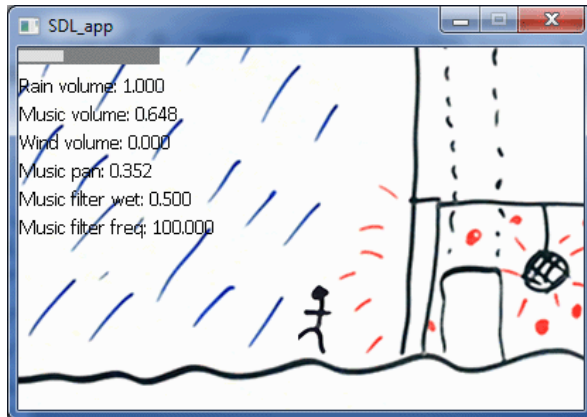 SDL_app
Rain volume: 1.000
Music volume: 0.648
Wind volume: 0.000
Music pan: 0.352
Music filter wet: 0.500
Music filter freq: 100.000